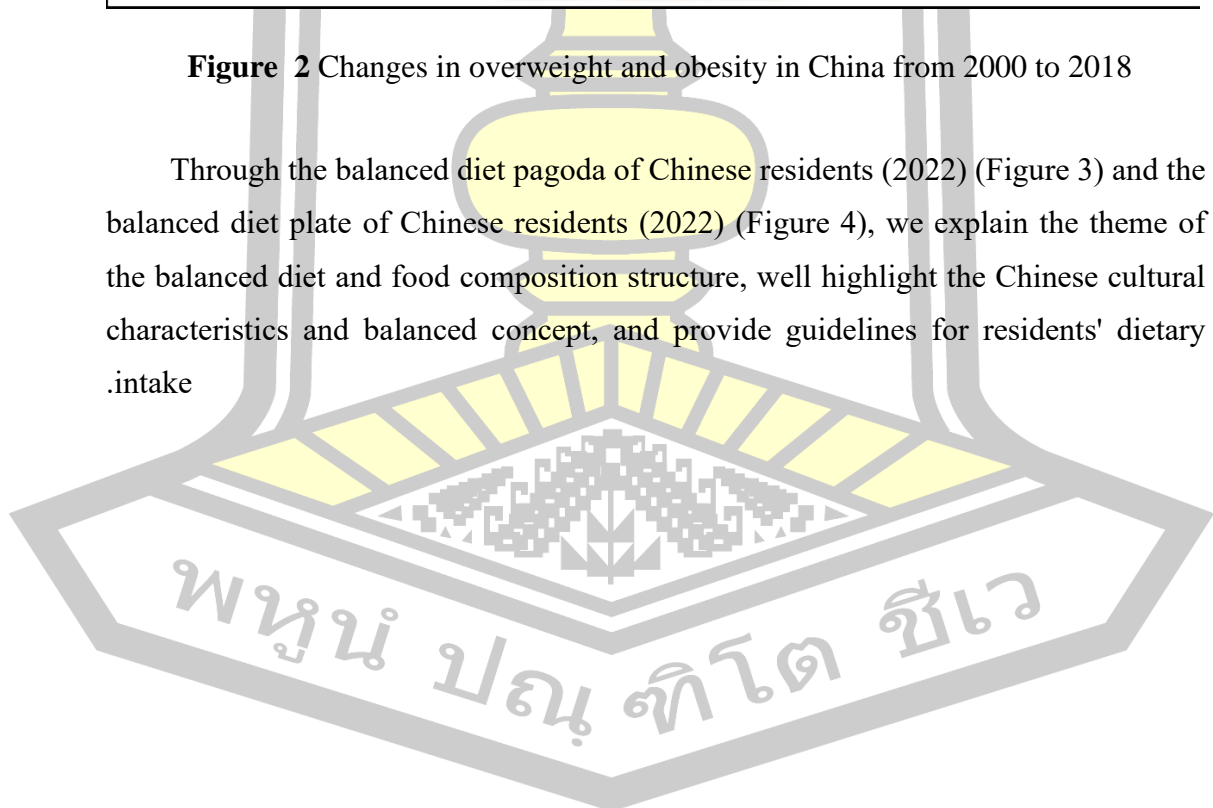 Figure 2 Changes in overweight and obesity in China from 2000 to 2018
Through the balanced diet pagoda of Chinese residents (2022) (Figure 3) and the
balanced diet plate of Chinese residents (2022) (Figure 4), we explain the theme of
the balanced diet and food composition structure, well highlight the Chinese cultural
characteristics and balanced concept, and provide guidelines for residents' dietary
.intake
พหูนํ ปณฺฑิโต ชีเว